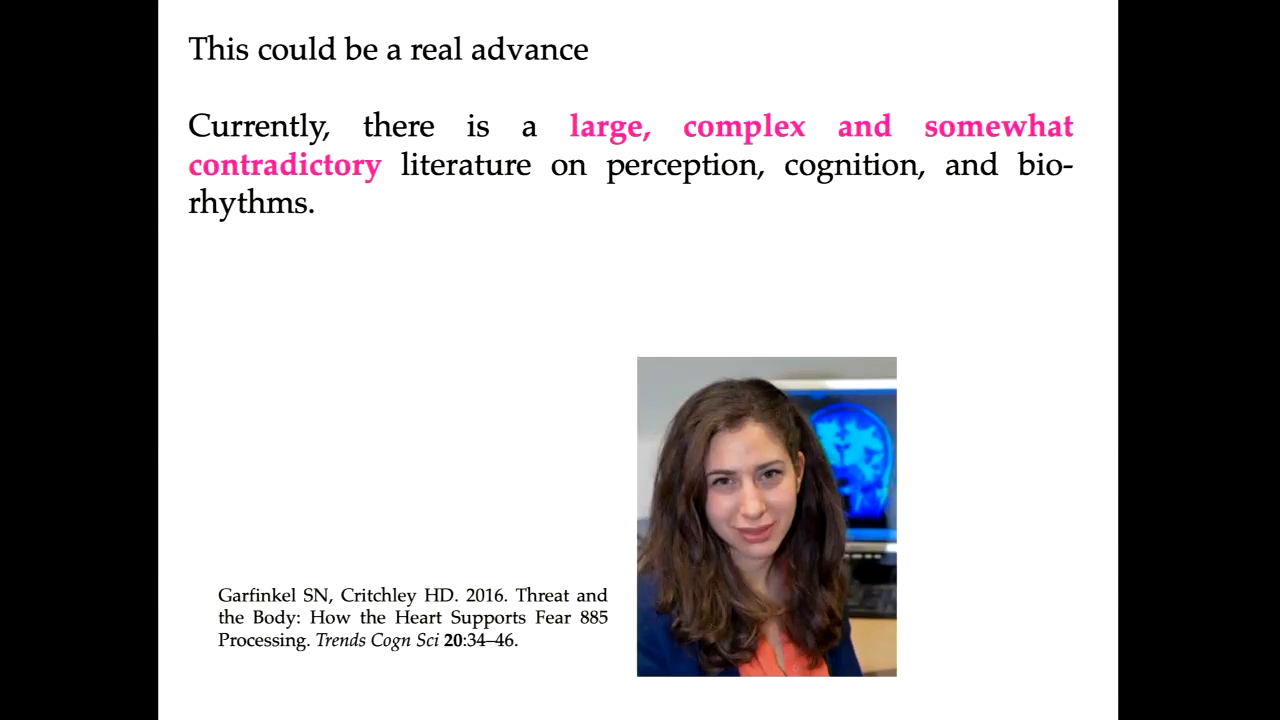 This could be a real advance
Currently, there is a large, complex and somewhat
contradictory literature on perception, cognition, and bio-
rhythms.
Garfinkel SN, Critchley HD. 2016. Threat and
the Body: How the Heart Supports Fear 885
Processing. Trends Cogn Sci 20:34–46.